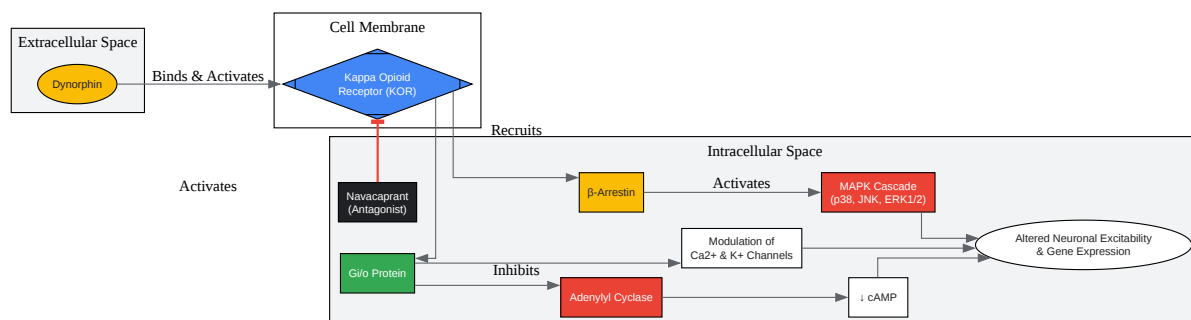 Extracellular Space
Dynorphin
Binds & Activates
Cell Membrane
Kappa Opioid
Receptor (KOR)
Recruits
Activates
Intracellular Space
Navacaprant
(Antagonist)
β-Arrestin
Activates
MAPK Cascade
(p38, JNK, ERK1/2)
Gi/o Protein
Modulation of
Ca2+ & K+ Channels
Altered Neuronal Excitability
& Gene Expression
Inhibits
Adenylyl Cyclase
↓ cAMP